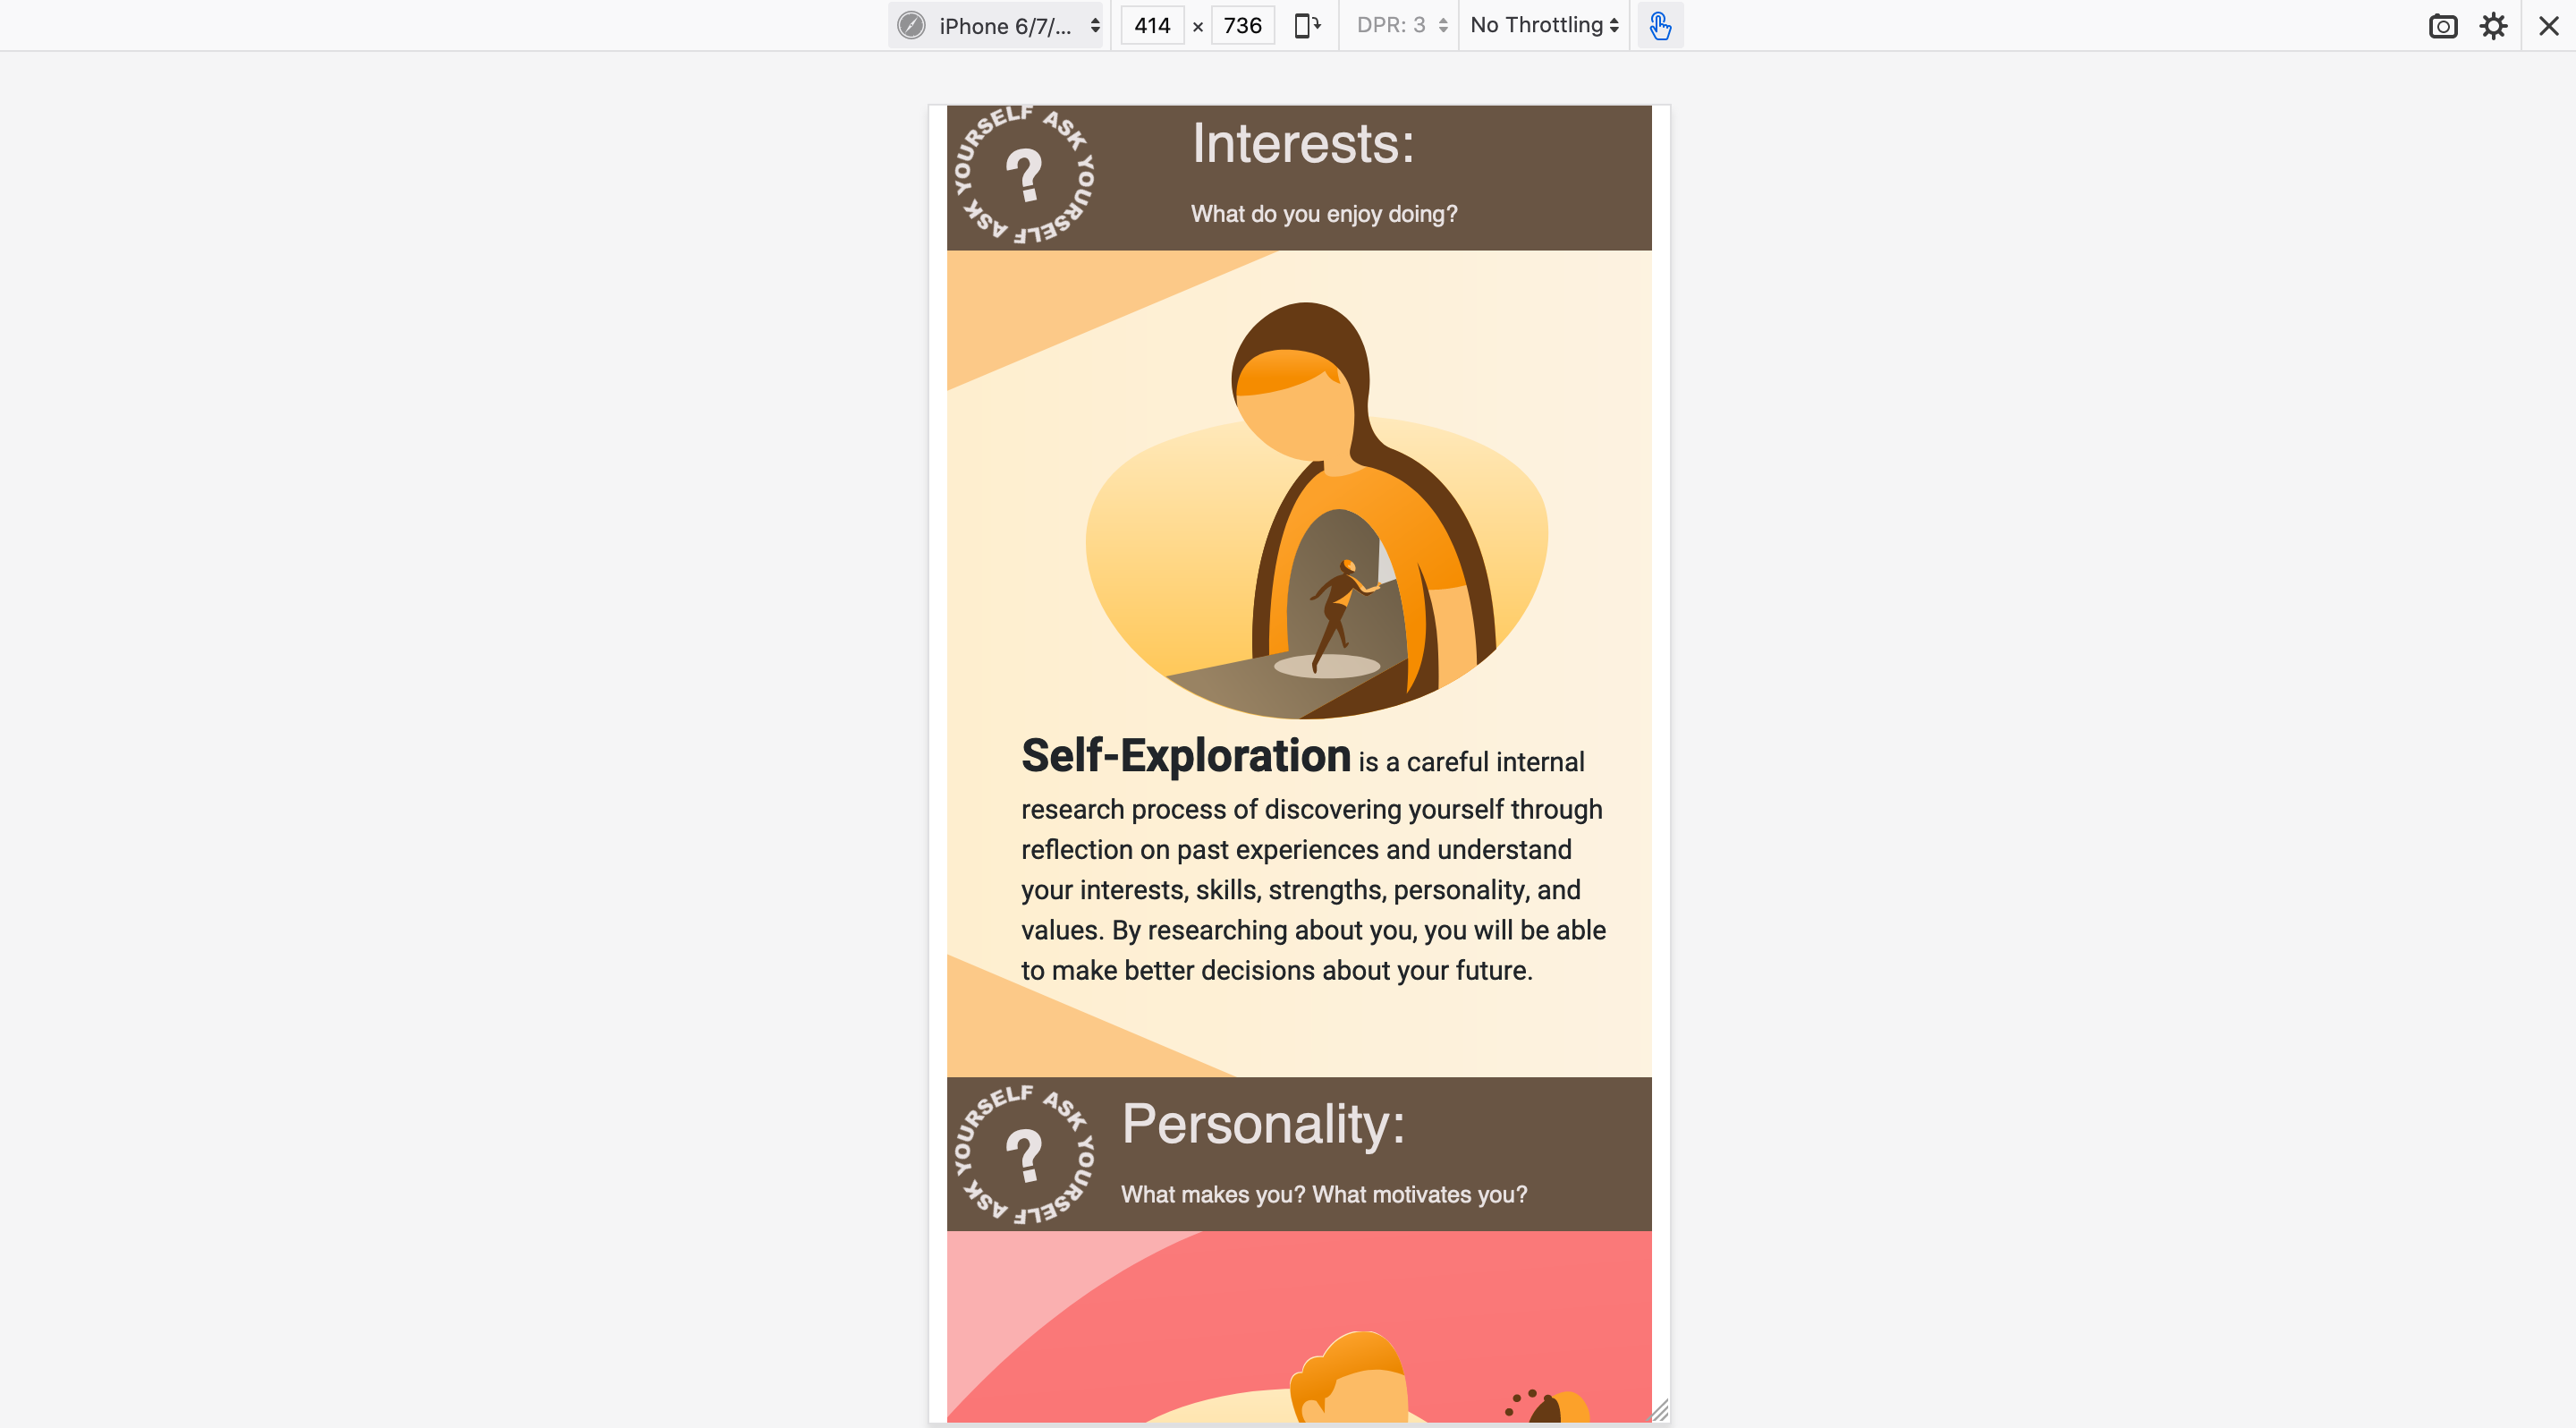 iPhone 6/7/... 414 × 736 DPR: 3 No Throttling
ASK YOURSELF ASK YOURSELF
?
Interests:
What do you enjoy doing?
Self-Exploration is a careful internal
research process of discovering yourself through
reflection on past experiences and understand
your interests, skills, strengths, personality, and
values. By researching about you, you will be able
to make better decisions about your future.
ASK YOURSELF ASK YOURSELF
?
Personality:
What makes you? What motivates you?